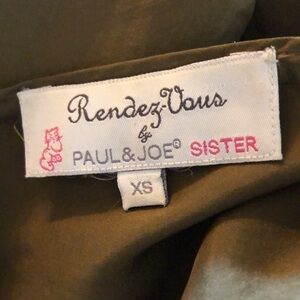 Rendez-Vous
by
PAUL & JOE® SISTER
XS